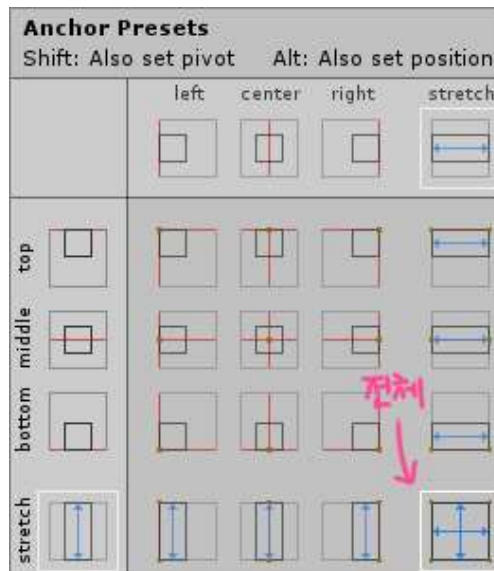 Anchor Presets
Shift: Also set pivot Alt: Also set position
left center right stretch
top
middle
bottom
전체
stretch